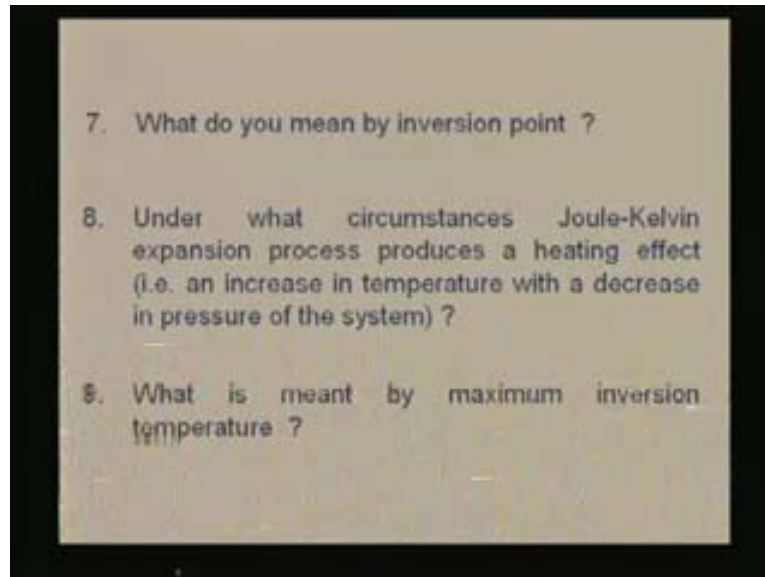 7. What do you mean by inversion point ?
8. Under what circumstances Joule-Kelvin
expansion process produces a heating effect
(i.e. an increase in temperature with a decrease
in pressure of the system) ?
9. What is meant by maximum inversion
temperature ?